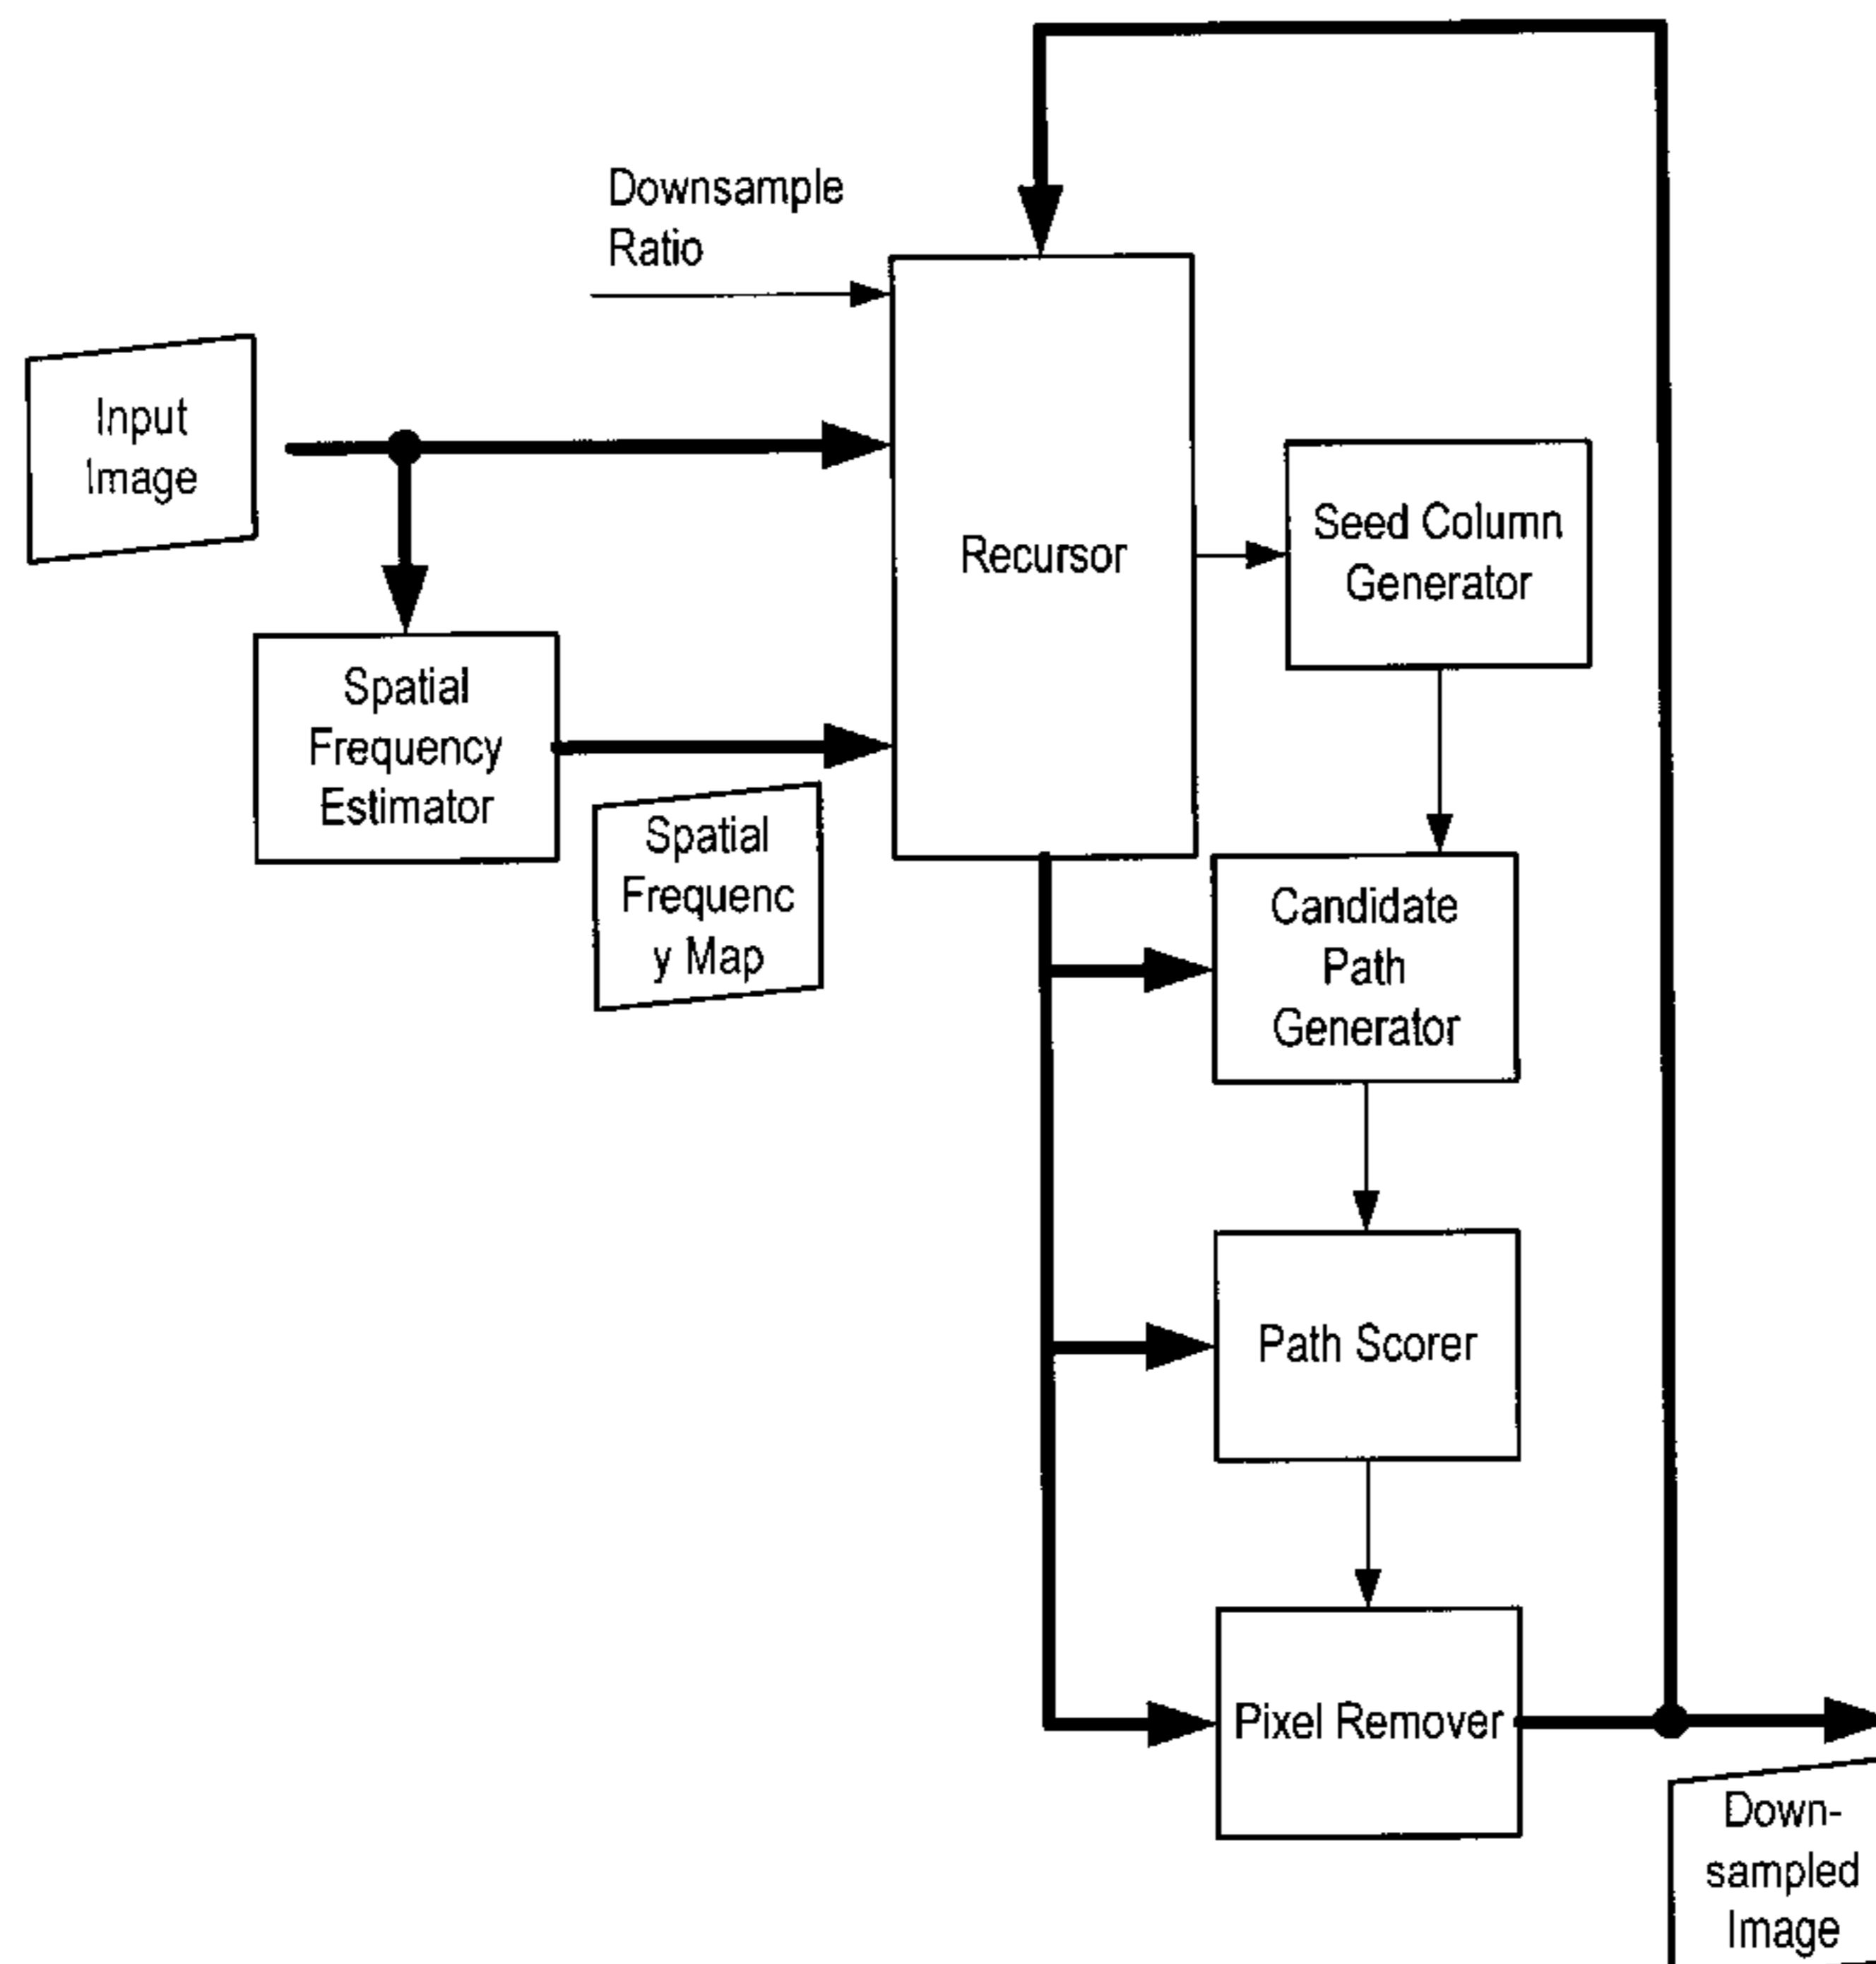 Downsample
Ratio
Input
Image
Recursor
Seed Column
Generator
Spatial
Frequency
Estimator
Spatial
Frequenc
y Map
Candidate
Path
Generator
Path Scorer
Pixel Remover
Down-
sampled
Image